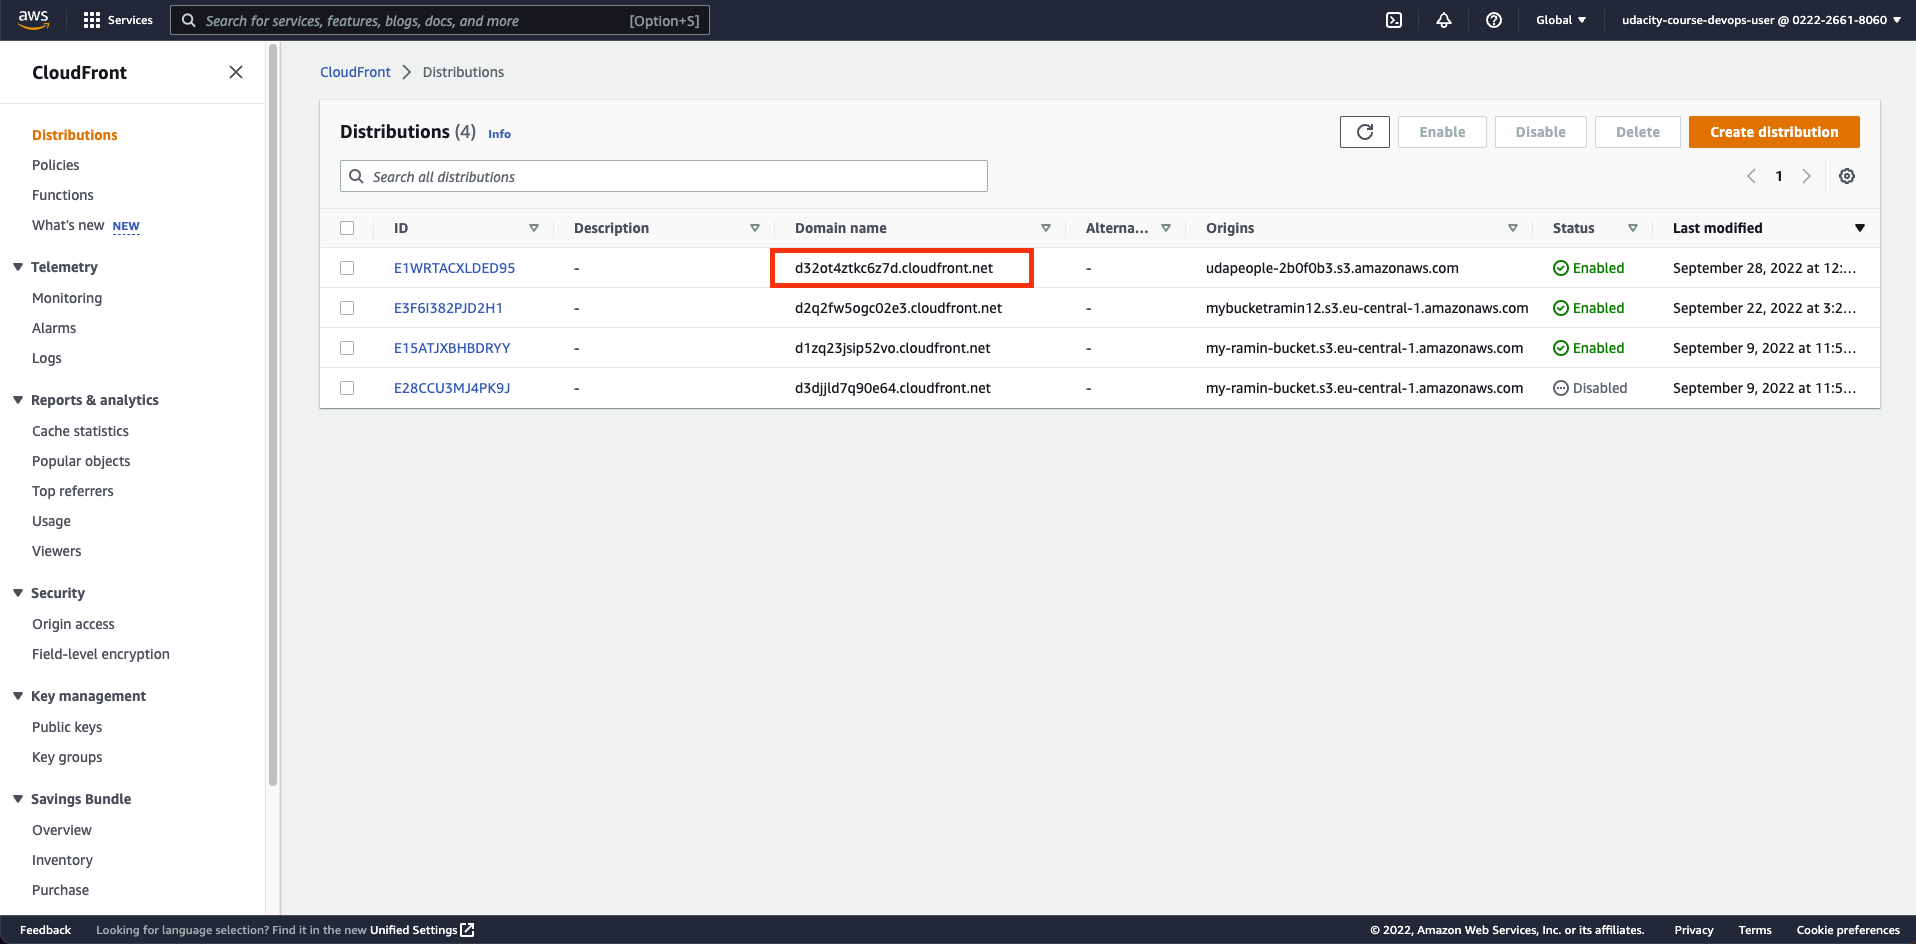 aws Services Search for services, features, blogs, docs, and more [Option+S] Global udacity-course-devops-user @ 0222-2661-8060
CloudFront
Distributions
Policies
Functions
What's new NEW
Telemetry
Monitoring
Alarms
Logs
Reports & analytics
Cache statistics
Popular objects
Top referrers
Usage
Viewers
Security
Origin access
Field-level encryption
Key management
Public keys
Key groups
Savings Bundle
Overview
Inventory
Purchase
CloudFront Distributions
Distributions (4) Info Enable Disable Delete Create distribution
Search all distributions 1
ID Description Domain name Alterna... Origins Status Last modified
E1WRTACXLDED95 - d32ot4ztkc6z7d.cloudfront.net - udapeople-2b0f0b3.s3.amazonaws.com Enabled September 28, 2022 at 12:...
E3F6I382PJD2H1 - d2q2fw5ogc02e3.cloudfront.net - mybucketramin12.s3.eu-central-1.amazonaws.com Enabled September 22, 2022 at 3:2...
E15ATJXBHBDRYY - d1zq23jsip52vo.cloudfront.net - my-ramin-bucket.s3.eu-central-1.amazonaws.com Enabled September 9, 2022 at 11:5...
E28CCU3MJ4PK9J - d3djjld7q90e64.cloudfront.net - my-ramin-bucket.s3.eu-central-1.amazonaws.com Disabled September 9, 2022 at 11:5...
Feedback Looking for language selection? Find it in the new Unified Settings © 2022, Amazon Web Services, Inc. or its affiliates. Privacy Terms Cookie preferences